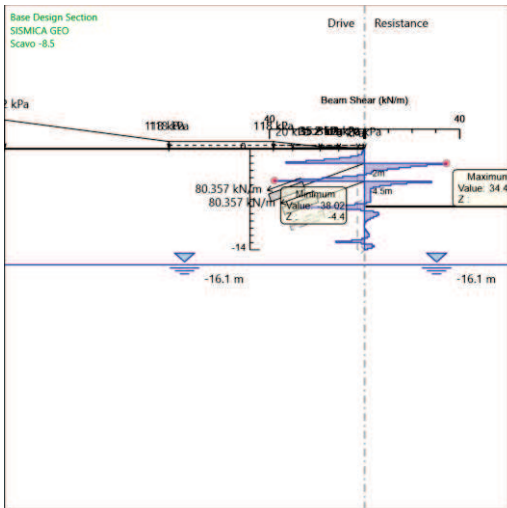 Base Design Section
SISMICA GEO
Scavo -8.5
Drive
Resistance
2 kPa
Beam Shear (kN/m)
40
40
118 kPa
-2m
-4.5m
80.357 kN/m
80.357 kN/m
Minimum
Value: -38.02
Z -4.4
Maximum
Value: 34.4
Z
-14
-16.1 m
-16.1 m